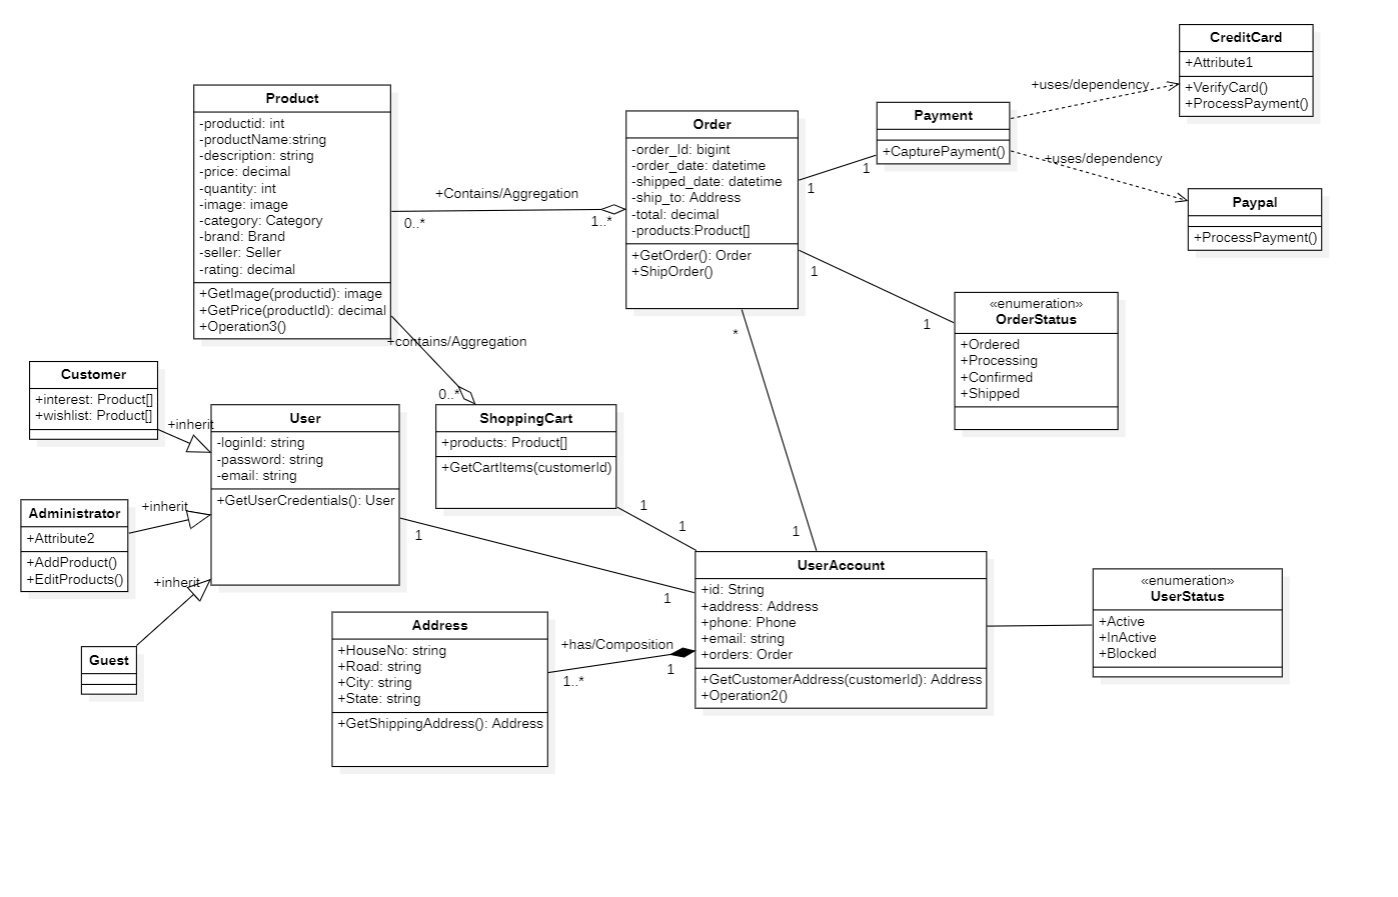 CreditCard
+Attribute1
+VerifyCard()
+ProcessPayment()
+uses/dependency
Product
-productid: int
-productName:string
-description: string
-price: decimal
-quantity: int
-image: image
-category: Category
-brand: Brand
-seller: Seller
-rating: decimal
+GetImage(productid): image
+GetPrice(productId): decimal
+Operation3()
+Contains/Aggregation
0..*
1..*
Order
-order_Id: bigint
-order_date: datetime
-shipped_date: datetime
-ship_to: Address
-total: decimal
-products:Product[]
+GetOrder(): Order
+ShipOrder()
Payment
+CapturePayment()
1
1
+uses/dependency
Paypal
+ProcessPayment()
1
1
«enumeration»
OrderStatus
+Ordered
+Processing
+Confirmed
+Shipped
+contains/Aggregation
0..*
*
Customer
+interest: Product[]
+wishlist: Product[]
+inherit
User
-loginId: string
-password: string
-email: string
+GetUserCredentials(): User
ShoppingCart
+products: Product[]
+GetCartItems(customerId)
1
1
1
Administrator
+Attribute2
+AddProduct()
+EditProducts()
+inherit
1
1
+inherit
Guest
UserAccount
+id: String
+address: Address
+phone: Phone
+email: string
+orders: Order
+GetCustomerAddress(customerId): Address
+Operation2()
«enumeration»
UserStatus
+Active
+InActive
+Blocked
Address
+HouseNo: string
+Road: string
+City: string
+State: string
+GetShippingAddress(): Address
+has/Composition
1..*
1